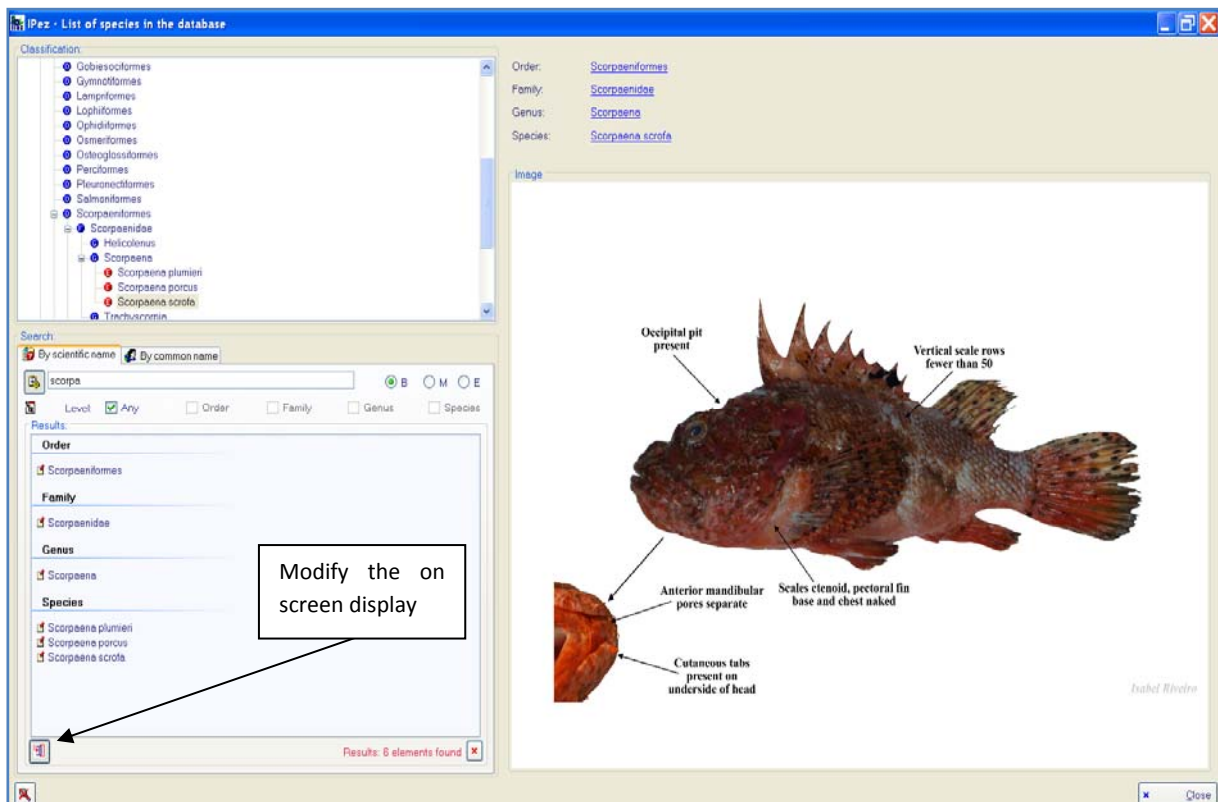 IPez - List of species in the database
Classification:
Gobiesociformes
Gymnotiformes
Lampriformes
Lophiiformes
Ophidiiformes
Osmeriformes
Osteoglossiformes
Perciformes
Pleuronectiformes
Salmoniformes
Scorpaeniformes
Scorpaenidae
Helicolenus
Scorpaena
Scorpaena plumieri
Scorpaena porcus
Scorpaena scrofa
Trachyscorpia
Search:
By scientific name By common name
scorpa B M E
Level Any Order Family Genus Species
Results:
Order
Scorpaeniformes
Family
Scorpaenidae
Genus
Scorpaena
Species
Scorpaena plumieri
Scorpaena porcus
Scorpaena scrofa
Results: 6 elements found
Modify the on
screen display
Order: Scorpaeniformes
Family: Scorpaenidae
Genus: Scorpaena
Species: Scorpaena scrofa
Image
Occipital pit
present
Vertical scale rows
fewer than 50
Anterior mandibular
pores separate
Scales ctenoid, pectoral fin
base and chest naked
Cutaneous tabs
present on
underside of head
Isabel Riveiro
Close